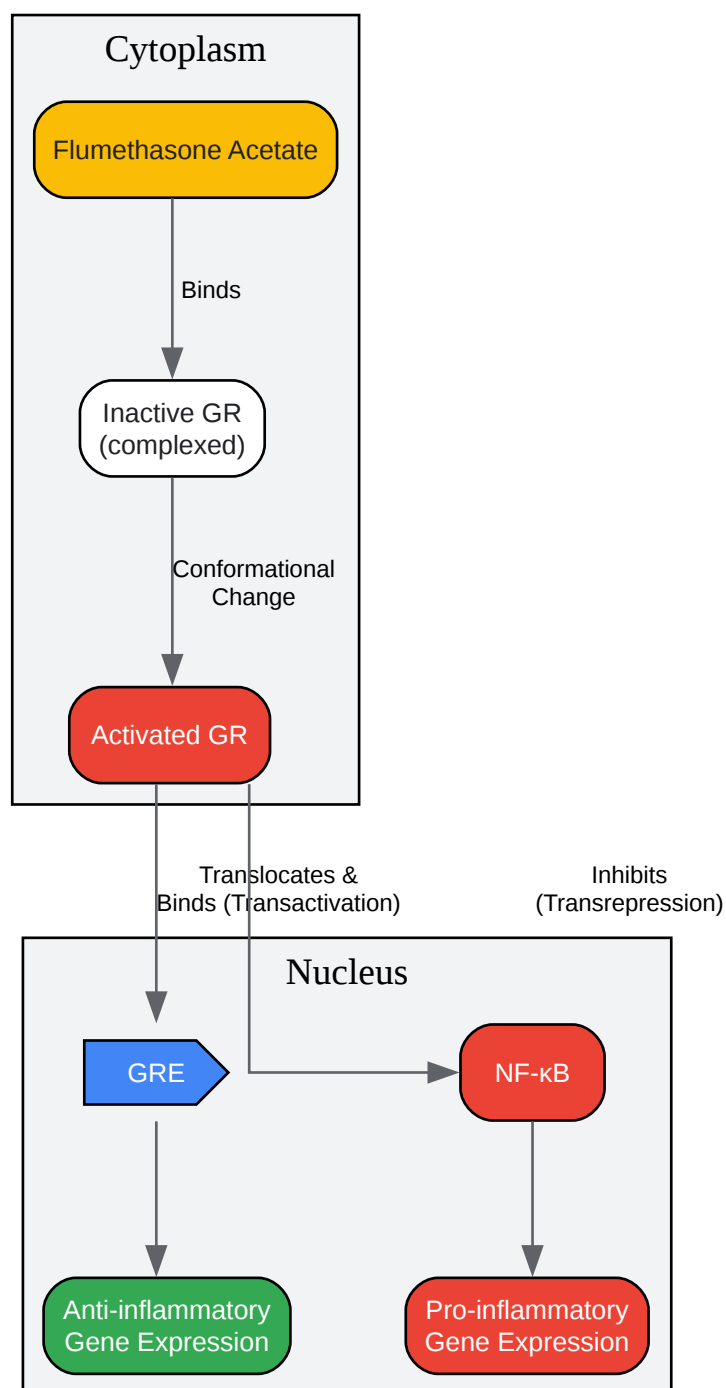 Cytoplasm
Flumethasone Acetate
Binds
Inactive GR
(complexed)
Conformational
Change
Activated GR
Translocates &
Binds (Transactivation)
Inhibits
(Transrepression)
Nucleus
GRE
NF-κB
Anti-inflammatory
Gene Expression
Pro-inflammatory
Gene Expression